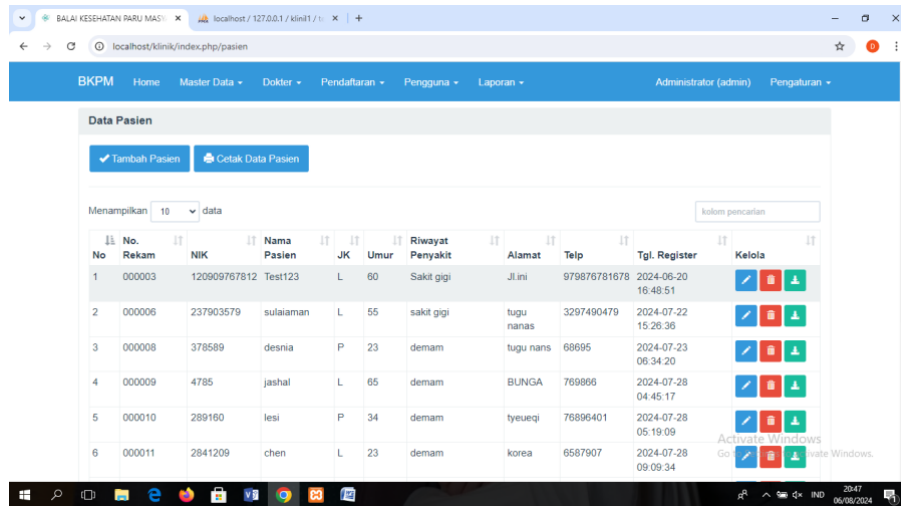 BALAI KESEHATAN PARU MASY
localhost / 127.0.0.1 / klinil1 / t
localhost/klinik/index.php/pasien
D
BKPM Home Master Data Dokter Pendaftaran Pengguna Laporan Administrator (admin) Pengaturan
Data Pasien
Tambah Pasien Cetak Data Pasien
Menampilkan 10 data kolom pencarian
No No. Rekam NIK Nama Pasien JK Umur Riwayat Penyakit Alamat Telp Tgl. Register Kelola
1 000003 120909767812 Test123 L 60 Sakit gigi Jl.ini 979876781678 2024-06-20
16:48:51
2 000006 237903579 sulaiaman L 55 sakit gigi tugu 3297490479 2024-07-22
nanas 15:26:36
3 000008 378589 desnia P 23 demam tugu nans 68695 2024-07-23
06:34:20
4 000009 4785 jashal L 65 demam BUNGA 769866 2024-07-28
04:45:17
5 000010 289160 lesi P 34 demam tyeueqi 76896401 2024-07-28
05:19:09
6 000011 2841209 chen L 23 demam korea 6587907 2024-07-28
09:09:34
Activate Windows
Go to vate Windows.
IND 20:47
06/08/2024